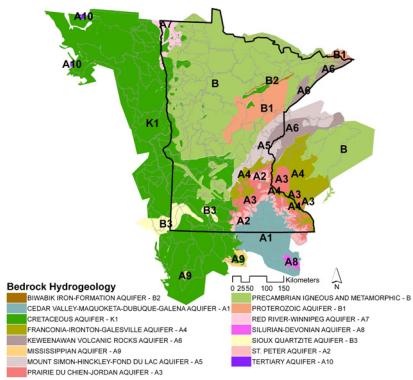 A10
A7
A10
B1
A6
B2
A6
B
B1
K1
A6
A5
B
A4 A2 A4
A3
A4
A3 A3
B3 A4 A3
A2
B3
A1
A9 A9 A8
Kilometers
0 2550 100 150
N
Bedrock Hydrogeology
BIWABIK IRON-FORMATION AQUIFER - B2
CEDAR VALLEY-MAQUOKETA-DUBUQUE-GALENA AQUIFER - A1
CRETACEOUS AQUIFER - K1
FRANCONIA-IRONTON-GALESVILLE AQUIFER - A4
KEWEENAWAN VOLCANIC ROCKS AQUIFER - A6
MISSISSIPPIAN AQUIFER - A9
MOUNT SIMON-HINCKLEY-FOND DU LAC AQUIFER - A5
PRAIRIE DU CHIEN-JORDAN AQUIFER - A3
PRECAMBRIAN IGNEOUS AND METAMORPHIC - B
PROTEROZOIC AQUIFER - B1
RED RIVER-WINNIPEG AQUIFER - A7
SILURIAN-DEVONIAN AQUIFER - A8
SIOUX QUARTZITE AQUIFER - B3
ST. PETER AQUIFER - A2
TERTIARY AQUIFER - A10